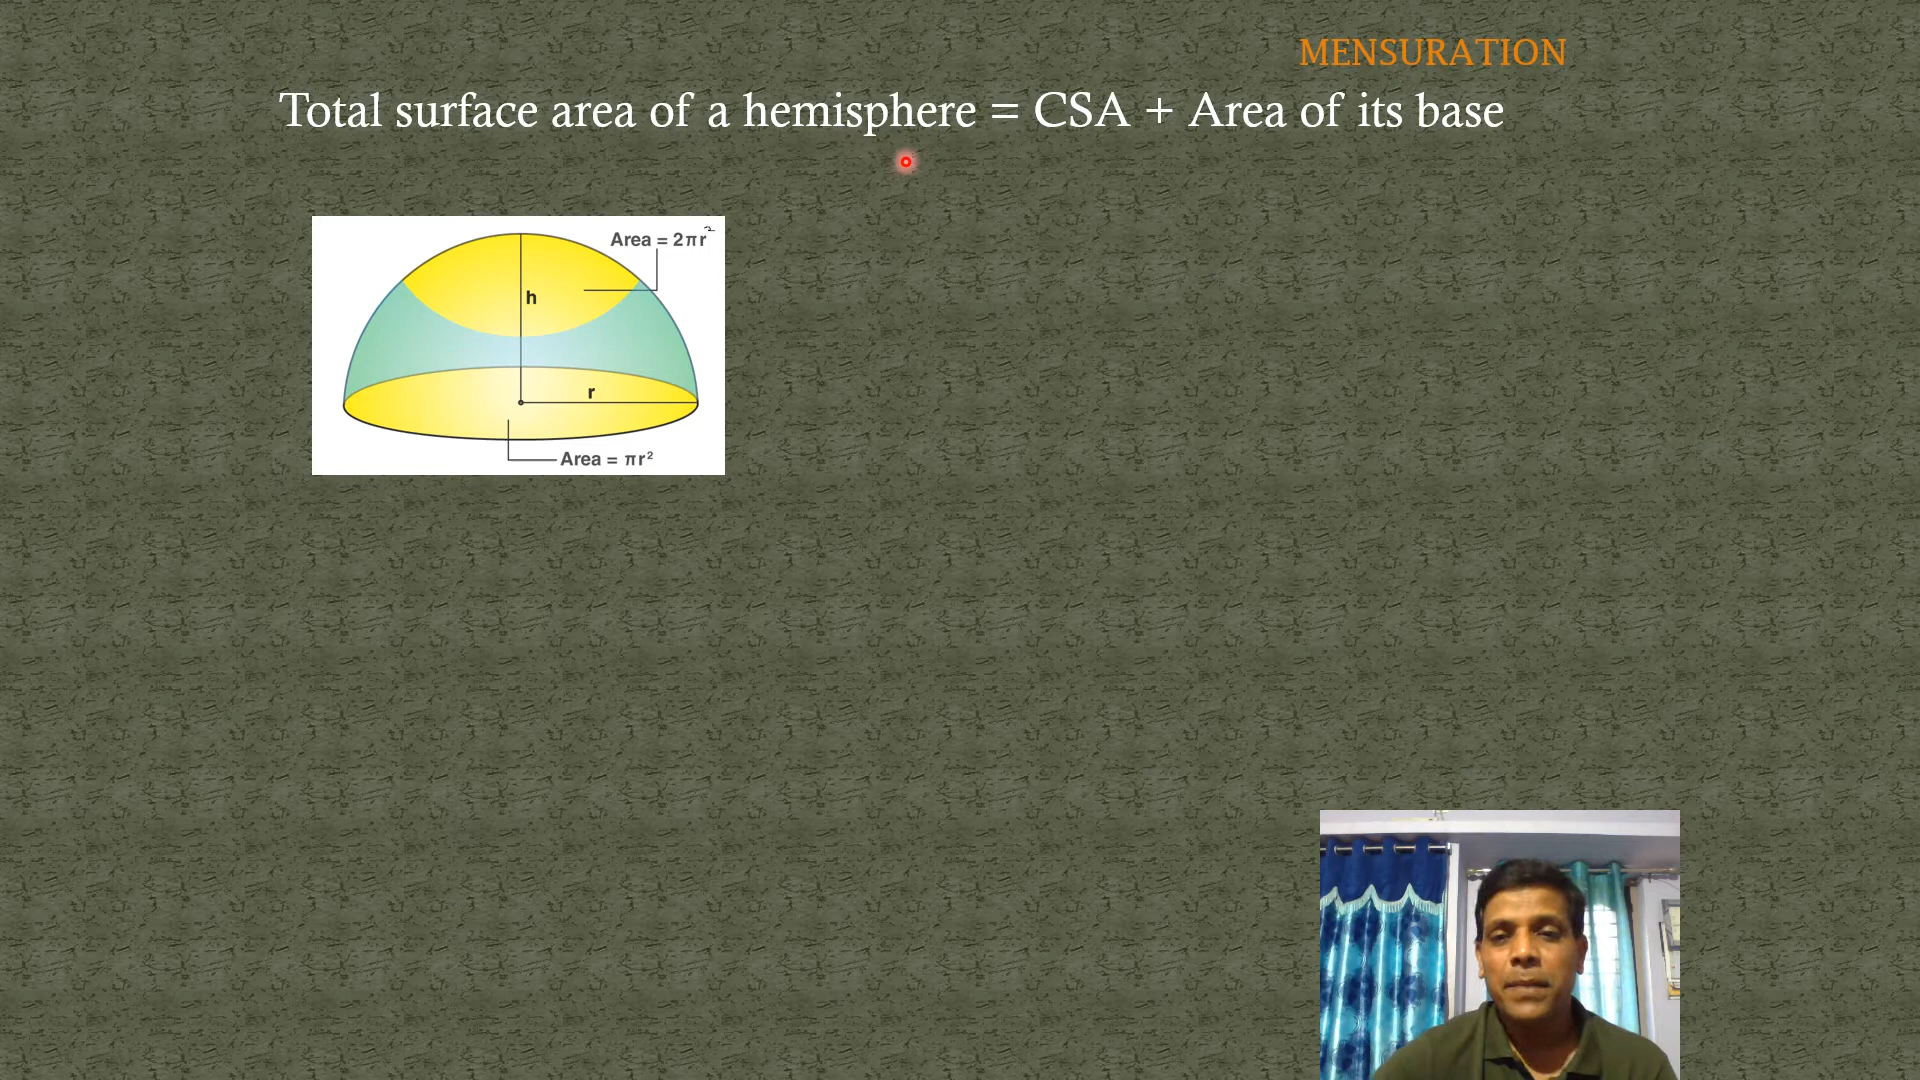 MENSURATION
Total surface area of a hemisphere = CSA + Area of its base
Area = 2πr²
h
r
Area = πr²